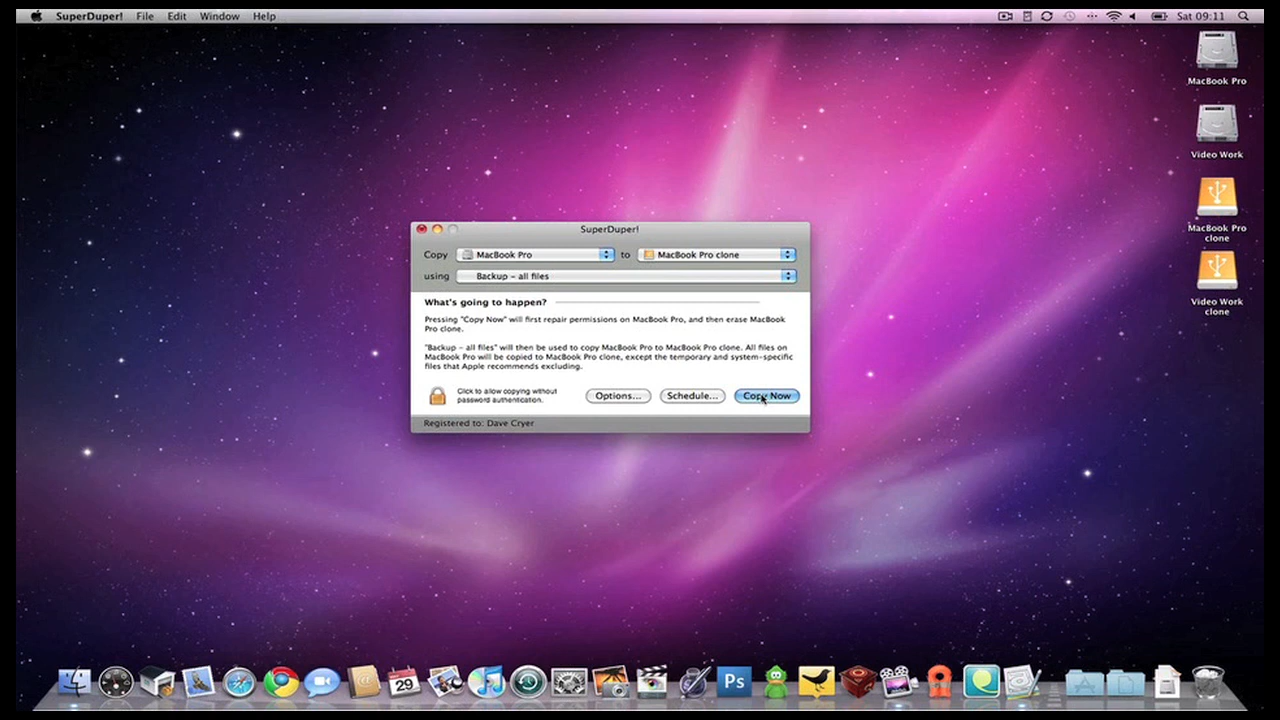 SuperDuper! File Edit Window Help Sat 09:11
MacBook Pro
Video Work
MacBook Pro
clone
Video Work
clone
SuperDuper!
Copy MacBook Pro to MacBook Pro clone
using Backup - all files
What's going to happen?
Pressing "Copy Now" will first repair permissions on MacBook Pro, and then erase MacBook
Pro clone.
"Backup - all files" will then be used to copy MacBook Pro to MacBook Pro clone. All files on
MacBook Pro will be copied to MacBook Pro clone, except the temporary and system-specific
files that Apple recommends excluding.
Click to allow copying without
password authentication.
Options... Schedule... Copy Now
Registered to: Dave Cryer
29
Ps